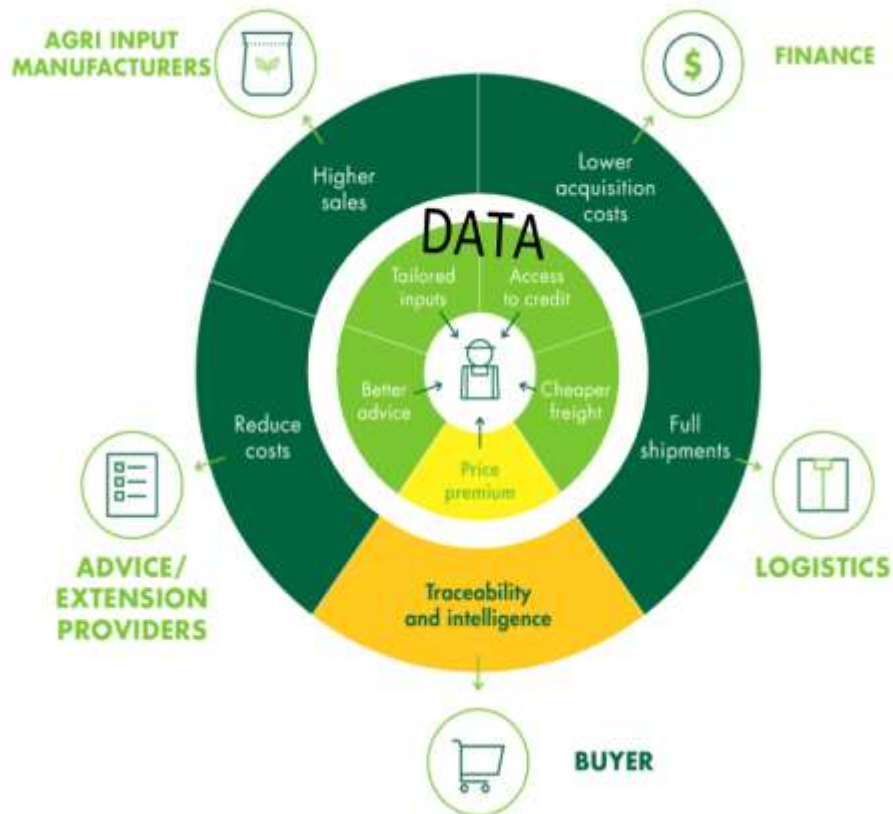 AGRI INPUT
MANUFACTURERS
FINANCE
Higher
sales
Lower
acquisition
costs
DATA
Tailored
inputs
Access
to credit
Better
advice
Cheaper
freight
Reduce
costs
Full
shipments
Price
premium
ADVICE/
EXTENSION
PROVIDERS
LOGISTICS
Traceability
and intelligence
BUYER
$